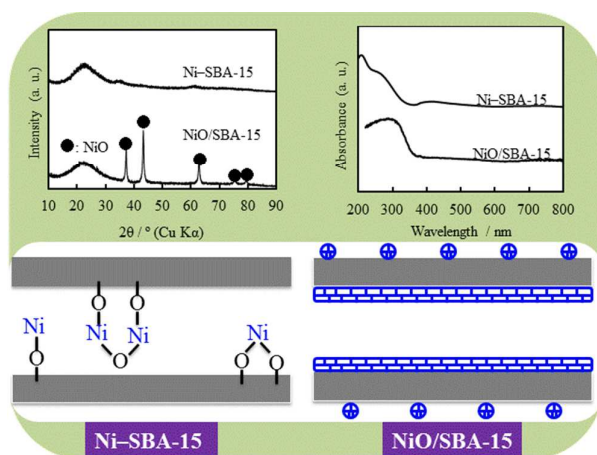 Intensity (a. u.)
Ni–SBA-15
NiO/SBA-15
●: NiO
10 20 30 40 50 60 70 80 90
2θ / ° (Cu Kα)
Absorbance (a. u.)
Ni–SBA-15
NiO/SBA-15
200 300 400 500 600 700 800
Wavelength / nm
O O
Ni Ni Ni Ni
O O O O
O
Ni–SBA-15
NiO/SBA-15